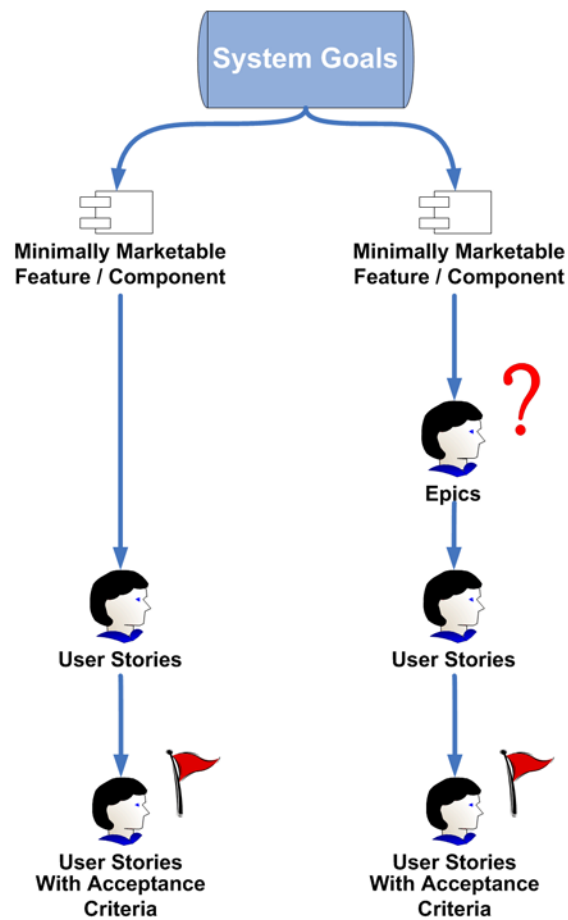 System Goals
Minimally Marketable
Feature / Component
Minimally Marketable
Feature / Component
?
Epics
User Stories
User Stories
User Stories
With Acceptance
Criteria
User Stories
With Acceptance
Criteria